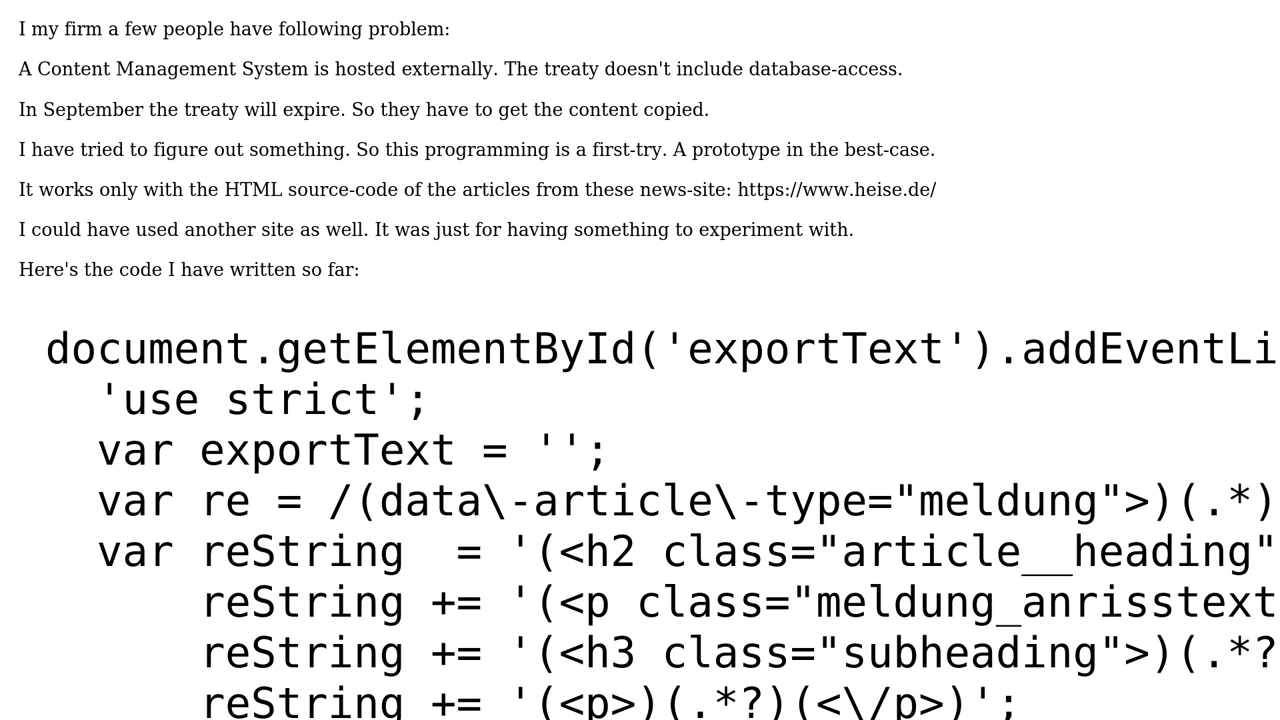 I my firm a few people have following problem:
A Content Management System is hosted externally. The treaty doesn't include database-access.
In September the treaty will expire. So they have to get the content copied.
I have tried to figure out something. So this programming is a first-try. A prototype in the best-case.
It works only with the HTML source-code of the articles from these news-site: https://www.heise.de/
I could have used another site as well. It was just for having something to experiment with.
Here's the code I have written so far:
document.getElementById('exportText').addEventLi
'use strict';
var exportText = '';
var re = /(data\-article\-type="meldung">)(.*)
var reString  = '(<h2 class="article__heading"
reString += '(<p class="meldung_anrisstext
reString += '(<h3 class="subheading">)(.*?
reString += '(<p>)(.*?)(<\/p>)';